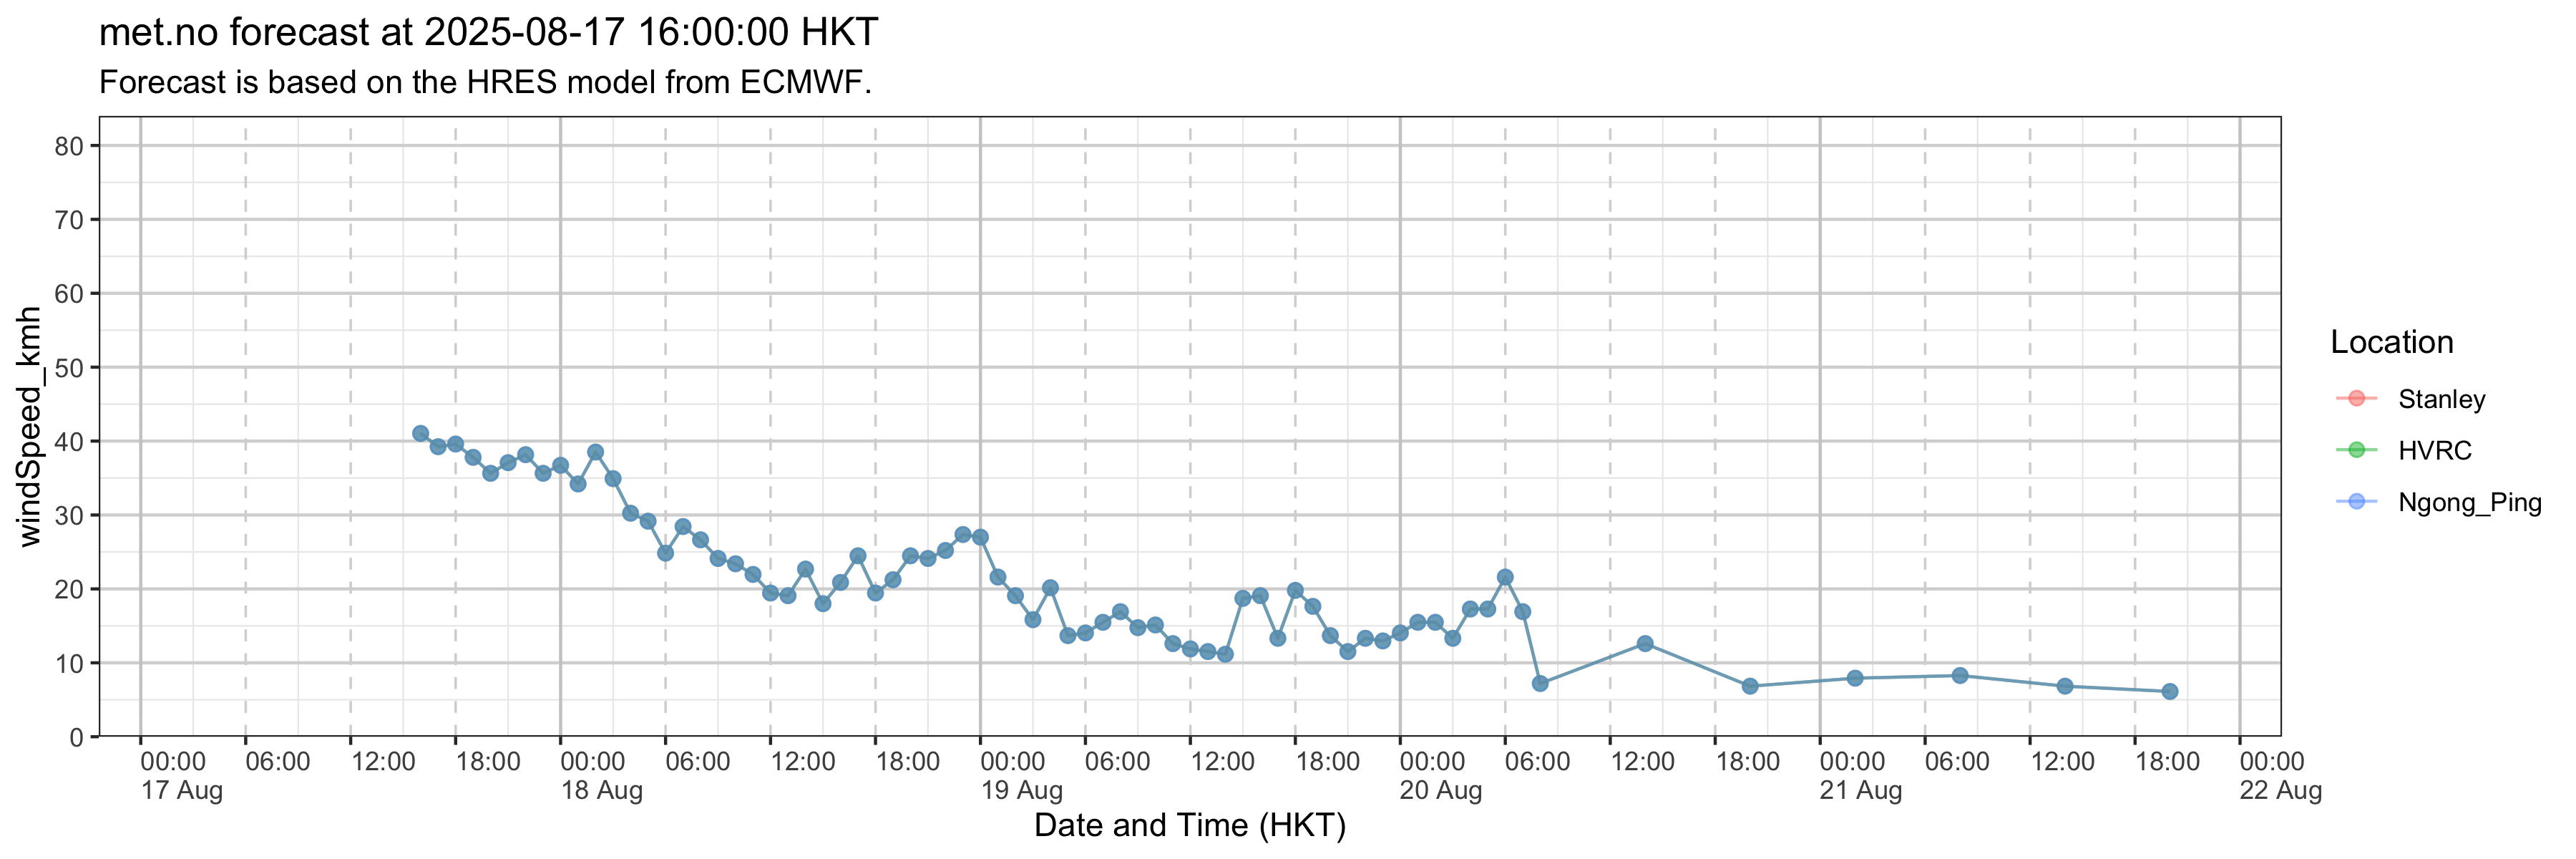 met.no forecast at 2025-08-17 16:00:00 HKT
Forecast is based on the HRES model from ECMWF.
windSpeed_kmh
80
70
60
50
40
30
20
10
0
00:00 06:00 12:00 18:00 00:00 06:00 12:00 18:00 00:00 06:00 12:00 18:00 00:00 06:00 12:00 18:00 00:00 06:00 12:00 18:00 00:00
17 Aug 18 Aug 19 Aug 20 Aug 21 Aug 22 Aug
Date and Time (HKT)
Location
Stanley
HVRC
Ngong_Ping